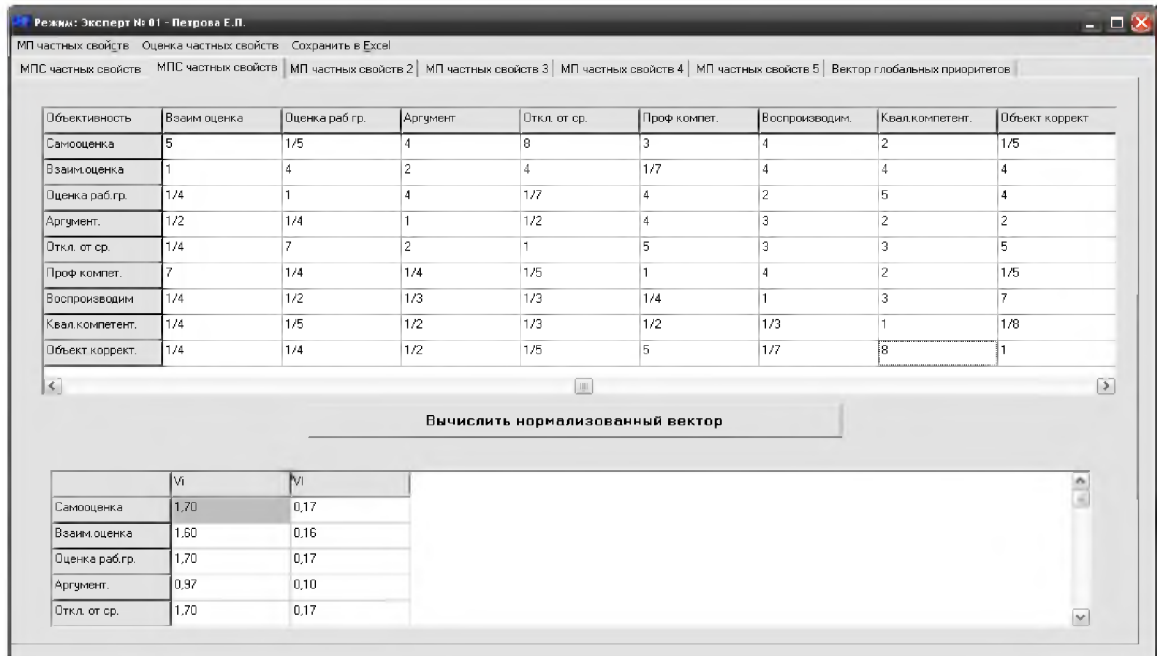 Режим: Эксперт № 01 - Петрова Е.П.
МП частных свойств Оценка частных свойств Сохранить в Excel
МПС частных свойств МПС частных свойств МП частных свойств 2 МП частных свойств 3 МП частных свойств 4 МП частных свойств 5 Вектор глобальных приоритетов
Объективность Взаим оценка Оценка раб гр. Аргумент Откл. от ср. Проф компет. Воспроизводим. Квал.компетент. Объект коррект
Самооценка 5 1/5 4 8 3 4 2 1/5
Взаим.оценка 1 4 2 4 1/7 4 4 4
Оценка раб.гр. 1/4 1 4 1/7 4 2 5 4
Аргумент. 1/2 1/4 1 1/2 4 3 2 2
Откл. от ср. 1/4 7 2 1 5 3 3 5
Проф компет. 7 1/4 1/4 1/5 1 4 2 1/5
Воспроизводим 1/4 1/2 1/3 1/3 1/4 1 3 7
Квал.компетент. 1/4 1/5 1/2 1/3 1/2 1/3 1 1/8
Объект коррект. 1/4 1/4 1/2 1/5 5 1/7 8 1
Вычислить нормализованный вектор
Vi Vi
Самооценка 1,70 0,17
Взаим.оценка 1,60 0,16
Оценка раб.гр. 1,70 0,17
Аргумент. 0,97 0,10
Откл. от ср. 1,70 0,17